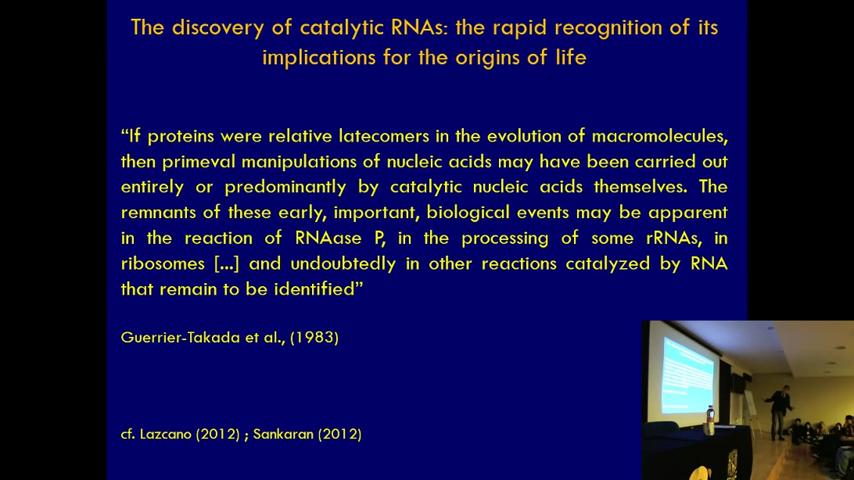 The discovery of catalytic RNAs: the rapid recognition of its
implications for the origins of life
“If proteins were relative latecomers in the evolution of macromolecules,
then primeval manipulations of nucleic acids may have been carried out
entirely or predominantly by catalytic nucleic acids themselves. The
remnants of these early, important, biological events may be apparent
in the reaction of RNAase P, in the processing of some rRNAs, in
ribosomes [...] and undoubtedly in other reactions catalyzed by RNA
that remain to be identified”
Guerrier-Takada et al., (1983)
cf. Lazcano (2012) ; Sankaran (2012)